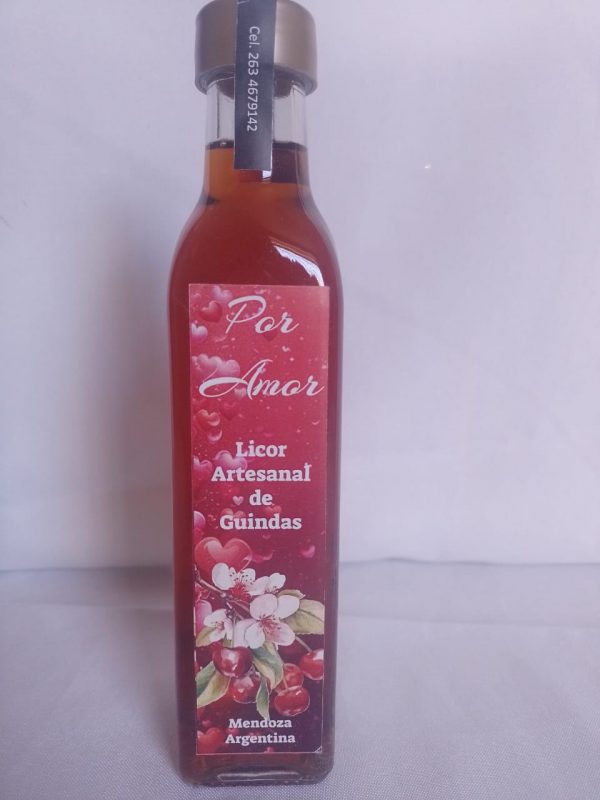 Cel. 263 4679142
Por
Amor
Licor
Artesanal
de
Guindas
Mendoza
Argentina